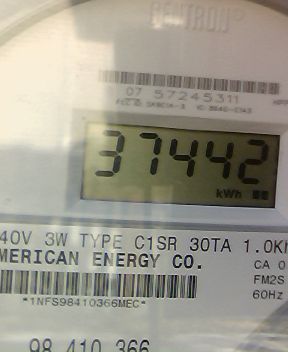 CENTRON®
07 57245311
37442
kWh
40V 3W TYPE C1SR 30TA 1.0K
MERICAN ENERGY CO.
CA 0
FM2S
60Hz
*1NFS98410366MEC*
98 410 366